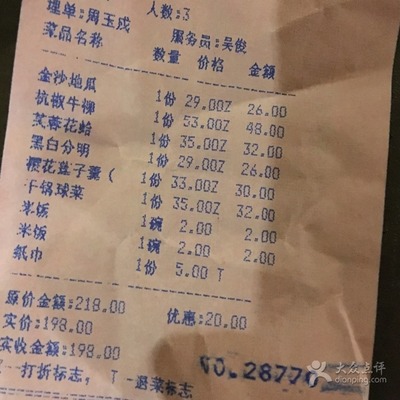 理单:周玉成 人数:3
服务员:吴俊
菜品名称 数量 价格 金额
金沙地瓜 1份 29.00Z 26.00
杭椒牛柳 1份 53.00Z 48.00
芙蓉花蛤 1份 35.00Z 32.00
黑白分明 1份 29.00Z 26.00
樱花莲子羹( 1份 33.00Z 30.00
干锅球菜 1份 35.00Z 32.00
米饭 1碗 2.00 2.00
米饭 1碗 2.00 2.00
纸巾 1份 5.00 T
原价金额:218.00 优惠:20.00
实价:198.00
实收金额:198.00
-打折标志, T -退菜标志
NO.28770
大众点评
dianping.com